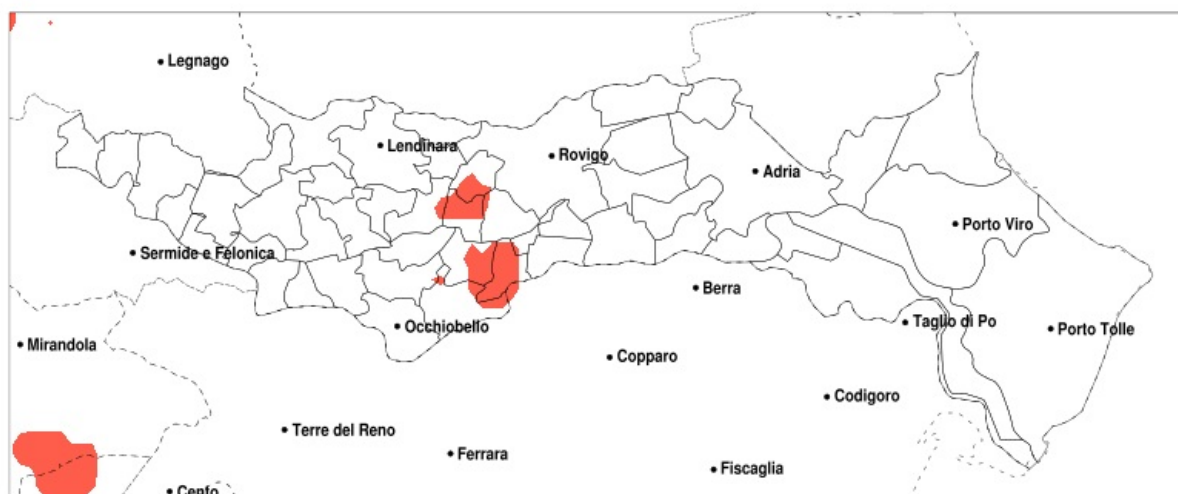 Legnago
Lendinara
Rovigo
Adria
Porto Viro
Sermide e Felonica
Berra
Occhiobello
Taglio di Po
Porto Tolle
Mirandola
Copparo
Codigoro
Terre del Reno
Ferrara
Fiscaglia
Cento